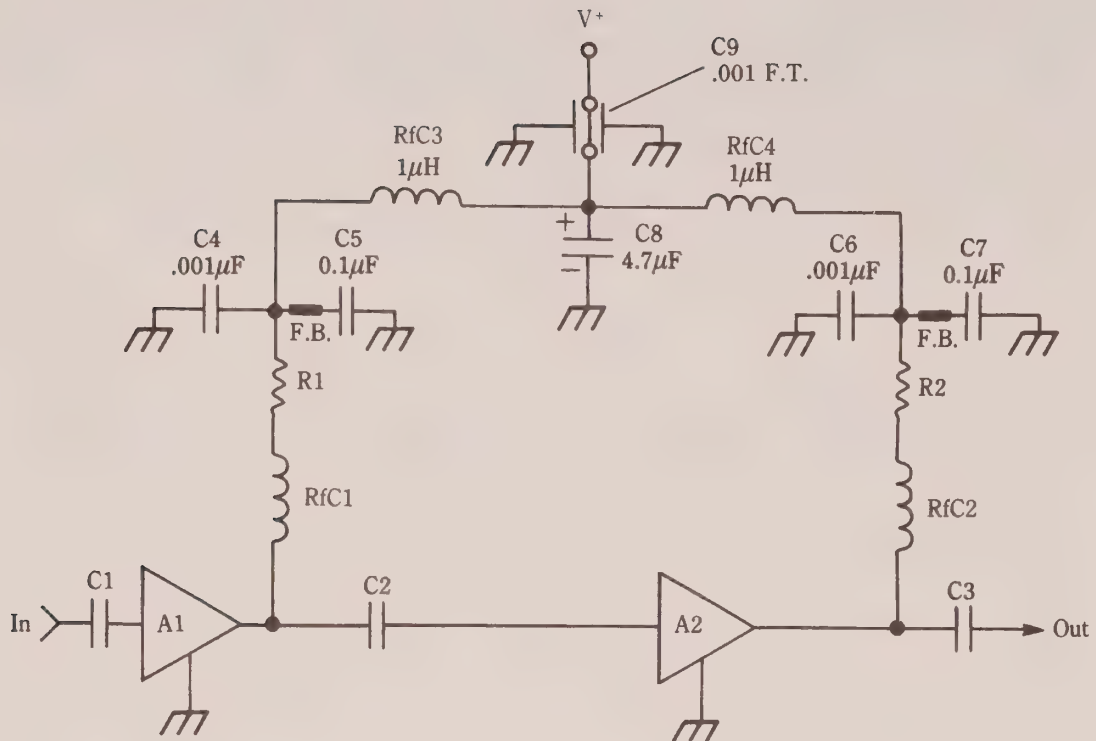 V+
C9
.001 F.T.
RfC3
1μH
RfC4
1μH
C4
.001μF
C5
0.1μF
+
−
C8
4.7μF
C6
.001μF
C7
0.1μF
F.B.
F.B.
R1
R2
RfC1
RfC2
In
C1
A1
C2
A2
C3
Out